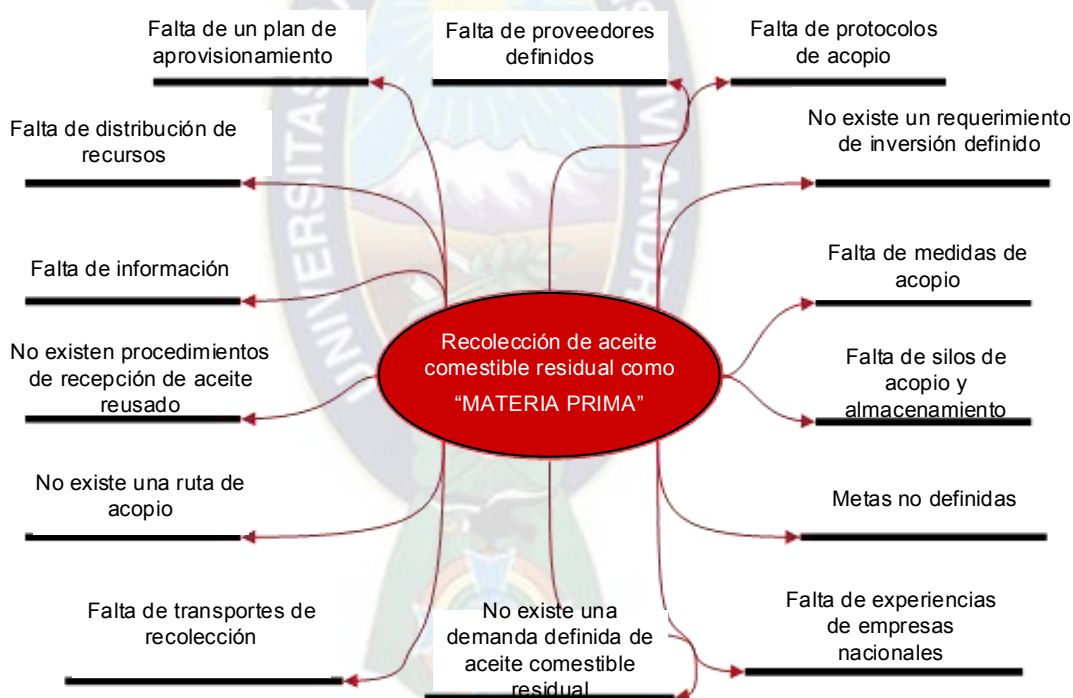 Falta de un plan de
aprovisionamiento
Falta de proveedores
definidos
Falta de protocolos
de acopio
Falta de distribución de
recursos
No existe un requerimiento
de inversión definido
Falta de información
Falta de medidas de
acopio
No existen procedimientos
de recepción de aceite
reusado
Recolección de aceite
comestible residual como
“MATERIA PRIMA”
Falta de silos de
acopio y
almacenamiento
No existe una ruta de
acopio
Metas no definidas
Falta de transportes de
recolección
No existe una
demanda definida de
aceite comestible
residual
Falta de experiencias
de empresas
nacionales